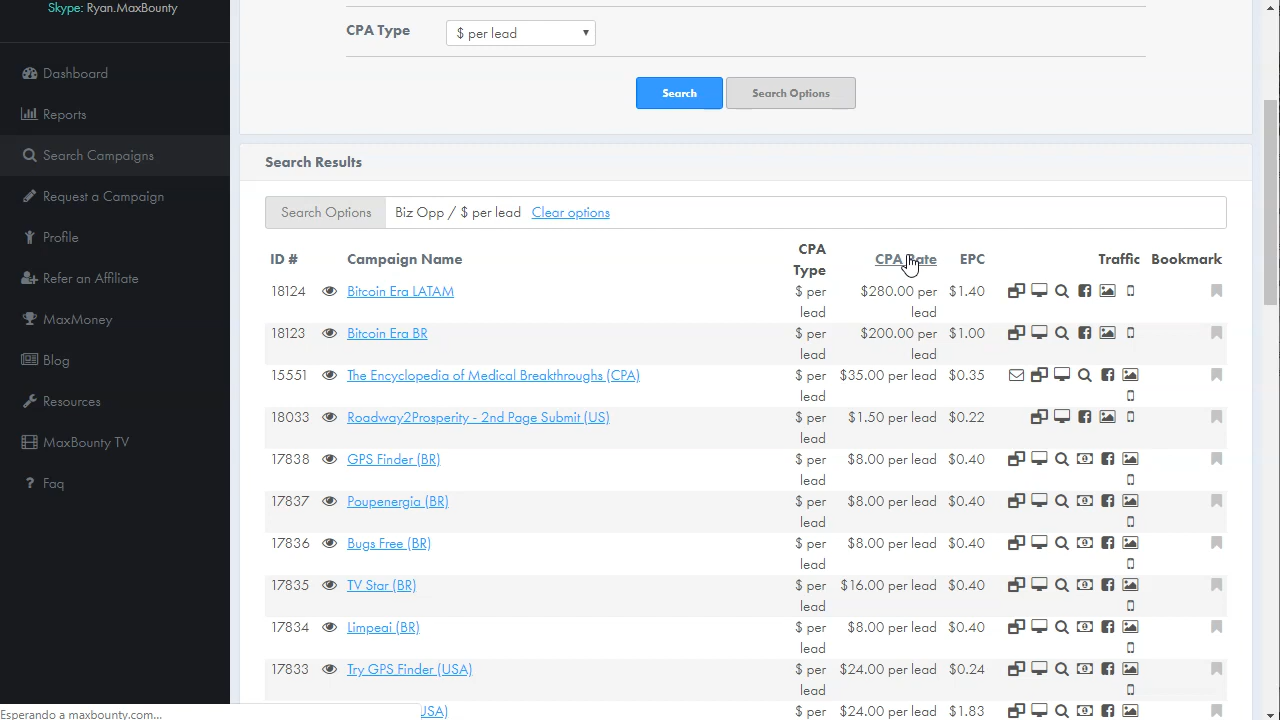 Skype: Ryan.MaxBounty
Dashboard
Reports
Search Campaigns
Request a Campaign
Profile
Refer an Affiliate
MaxMoney
Blog
Resources
MaxBounty TV
? Faq
CPA Type
$ per lead
Search
Search Options
Search Results
Search Options
Biz Opp / $ per lead Clear options
ID # Campaign Name CPA Type CPA Rate EPC Traffic Bookmark
18124 Bitcoin Era LATAM $ per lead $280.00 per lead $1.40
18123 Bitcoin Era BR $ per lead $200.00 per lead $1.00
15551 The Encyclopedia of Medical Breakthroughs (CPA) $ per lead $35.00 per lead $0.35
18033 Roadway2Prosperity - 2nd Page Submit (US) $ per lead $1.50 per lead $0.22
17838 GPS Finder (BR) $ per lead $8.00 per lead $0.40
17837 Poupenergia (BR) $ per lead $8.00 per lead $0.40
17836 Bugs Free (BR) $ per lead $8.00 per lead $0.40
17835 TV Star (BR) $ per lead $16.00 per lead $0.40
17834 Limpeai (BR) $ per lead $8.00 per lead $0.40
17833 Try GPS Finder (USA) $ per lead $24.00 per lead $0.24
USA) $ per $24.00 per lead $1.83
Esperando a maxbounty.com...